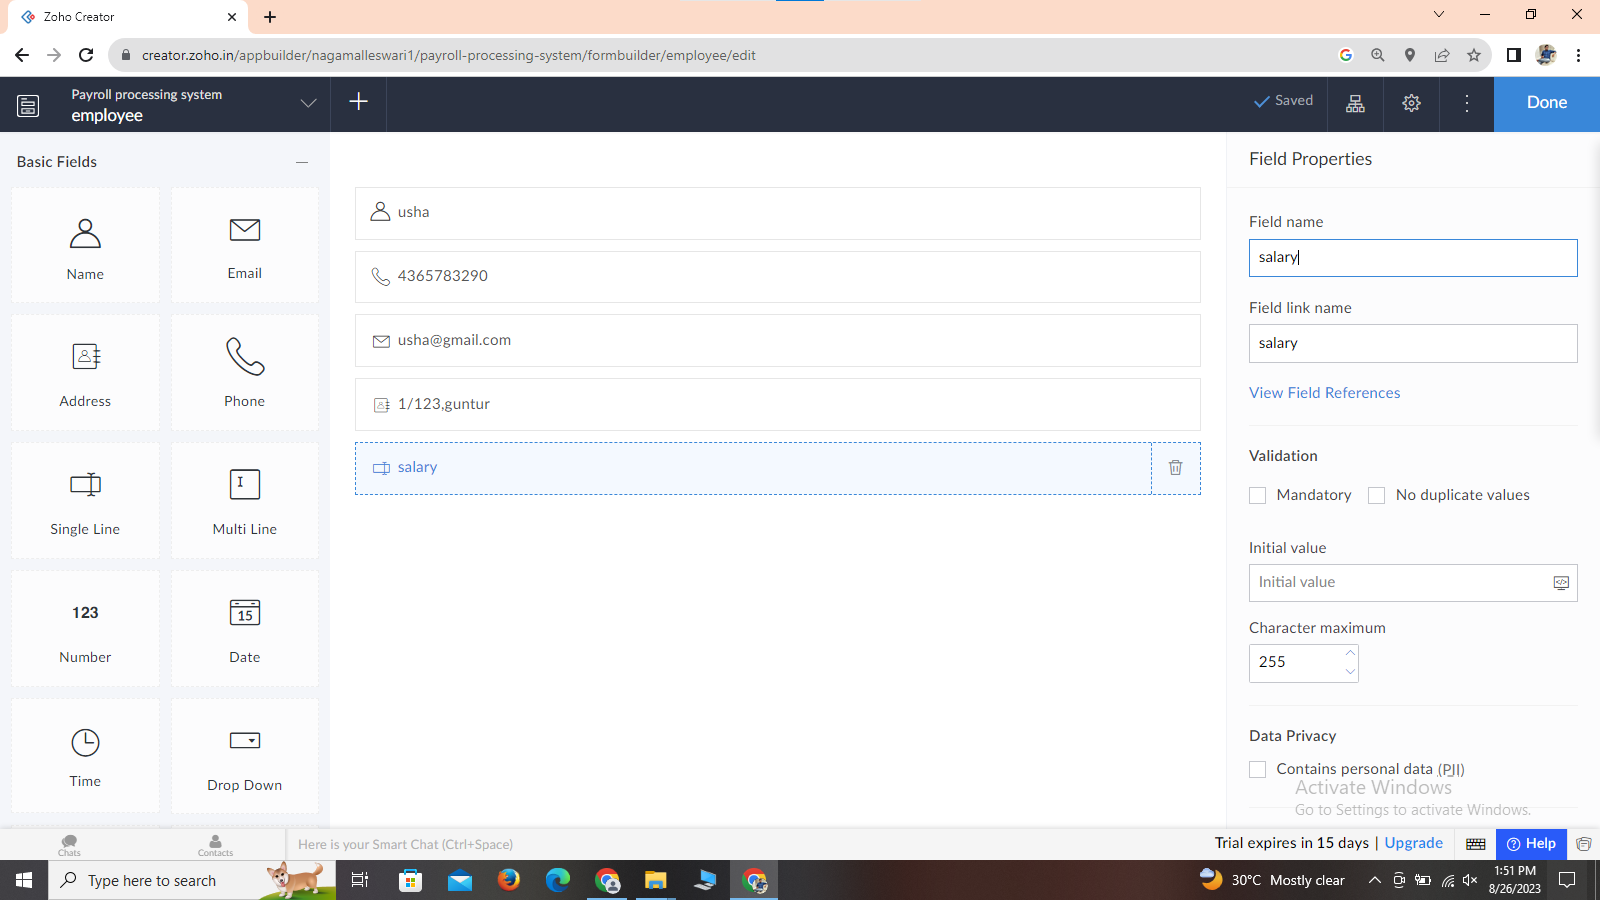 Zoho Creator
creator.zoho.in/appbuilder/nagamalleswari1/payroll-processing-system/formbuilder/employee/edit
Payroll processing system
employee
Saved
Done
Basic Fields
Name
Email
Address
Phone
Single Line
Multi Line
123
Number
15
Date
Time
Drop Down
usha
4365783290
usha@gmail.com
1/123,guntur
salary
Field Properties
Field name
salary
Field link name
salary
View Field References
Validation
Mandatory
No duplicate values
Initial value
Initial value
Character maximum
255
Data Privacy
Contains personal data (PII)
Activate Windows
Go to Settings to activate Windows.
Chats
Contacts
Here is your Smart Chat (Ctrl+Space)
Trial expires in 15 days | Upgrade
Help
Type here to search
30°C Mostly clear
1:51 PM
8/26/2023